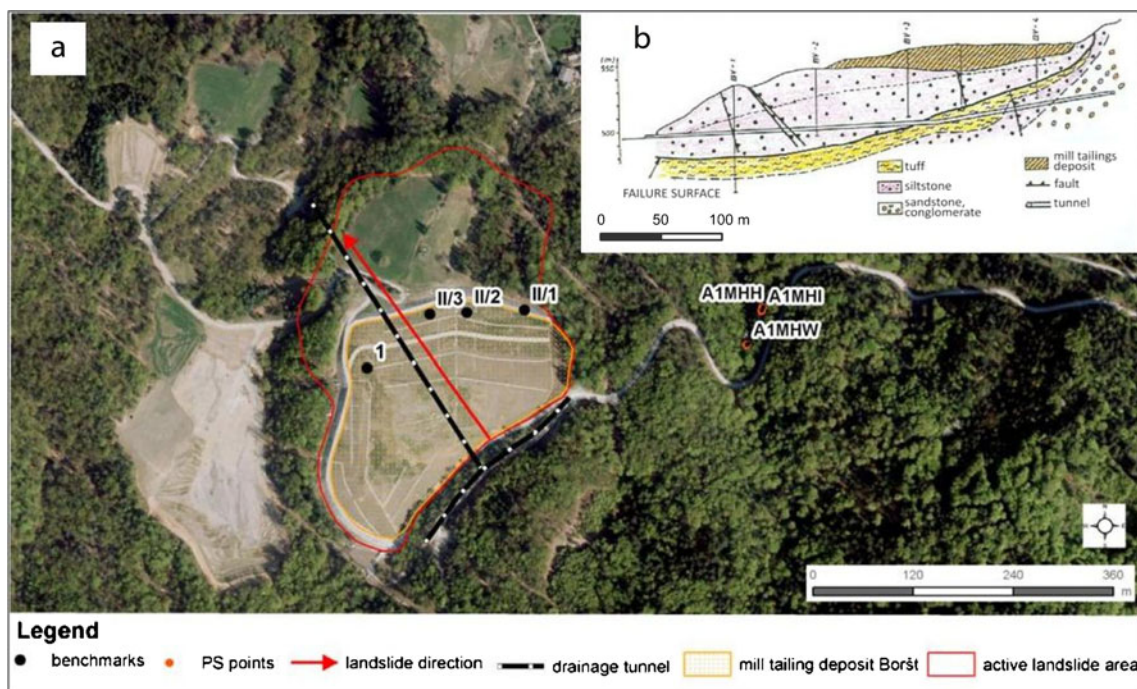 a
b
BV-1
BV-2
BV-3
BV-4
(m)
550
500
FAILURE SURFACE
0 50 100 m
tuff
siltstone
sandstone,
conglomerate
mill tailings
deposit
fault
tunnel
II/3
II/2
II/1
1
A1MHH
A1MHI
A1MHW
N
0 120 240 360
m
Legend
benchmarks
PS points
landslide direction
drainage tunnel
mill tailing deposit Boršt
active landslide area